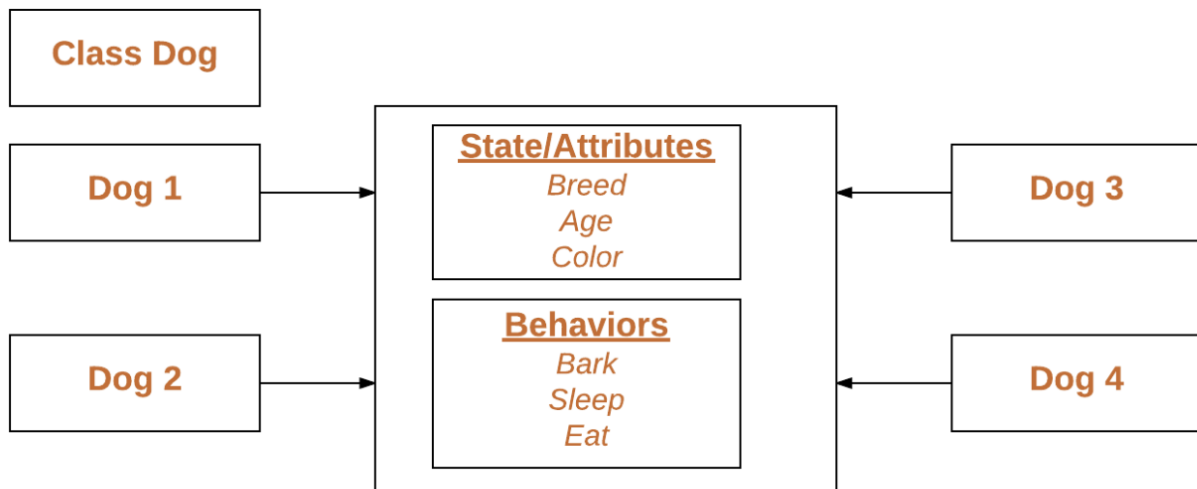 Class Dog
Dog 1
Dog 2
State/Attributes
Breed
Age
Color
Behaviors
Bark
Sleep
Eat
Dog 3
Dog 4